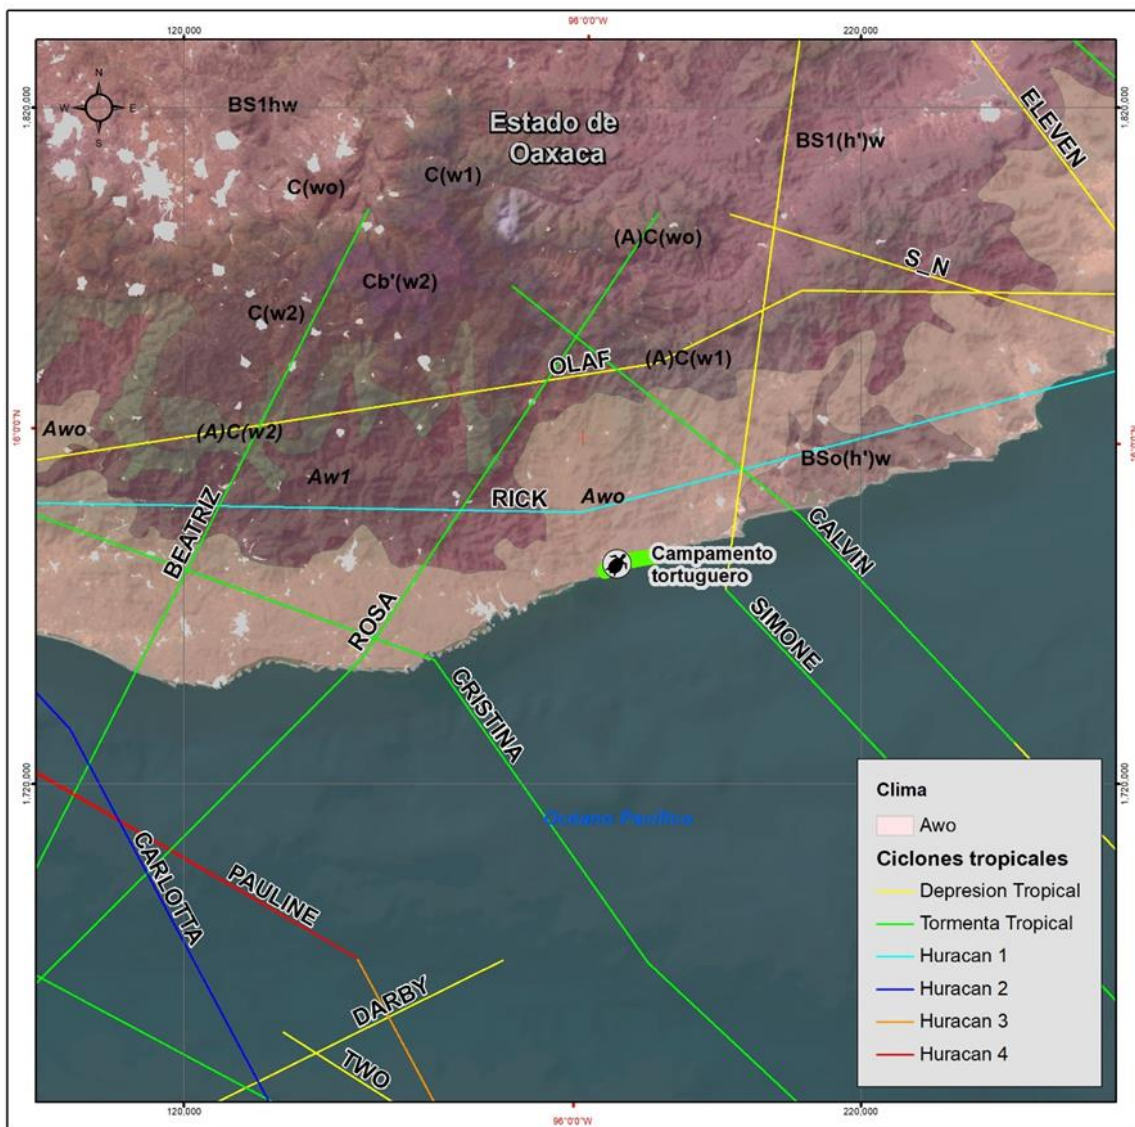 96°0'0"W
120,000
220,000
N
W
E
S
1,820,000
1,820,000
BS1hw
Estado de
Oaxaca
ELEVEN
BS1(h')w
C(wo)
C(w1)
(A)C(wo)
S_N
Cb'(w2)
C(w2)
OLAF
(A)C(w1)
16°0'0"N
16°0'0"N
Awo
(A)C(w2)
Aw1
BSo(h')w
RICK
Awo
BEATRIZ
CALVIN
Campamento
tortuguero
ROSA
SIMONE
CRISTINA
1,720,000
1,720,000
Océano Pacífico
CARLOTTA
PAULINE
DARBY
TWO
Clima
Awo
Ciclones tropicales
Depresion Tropical
Tormenta Tropical
Huracan 1
Huracan 2
Huracan 3
Huracan 4
120,000
96°0'0"W
220,000